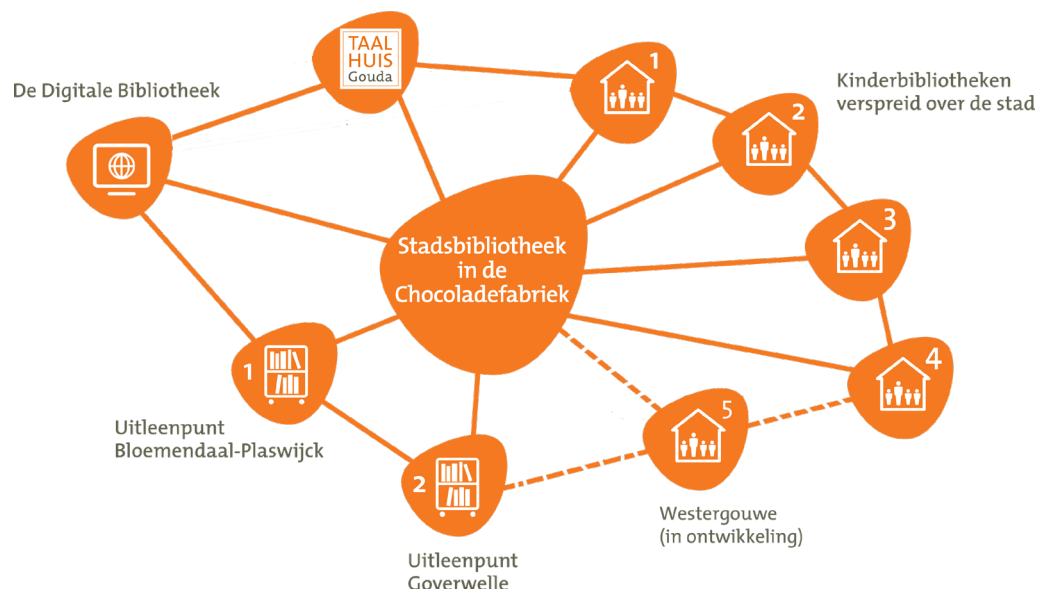 TAAL
HUIS
Gouda
De Digitale Bibliotheek
1
2
Kinderbibliotheken
verspreid over de stad
3
Stadsbibliotheek
in de
Chocoladefabriek
4
1
5
Uitleenpunt
Bloemendaal-Plaswijck
2
Westergouwe
(in ontwikkeling)
Uitleenpunt
Goverwelle